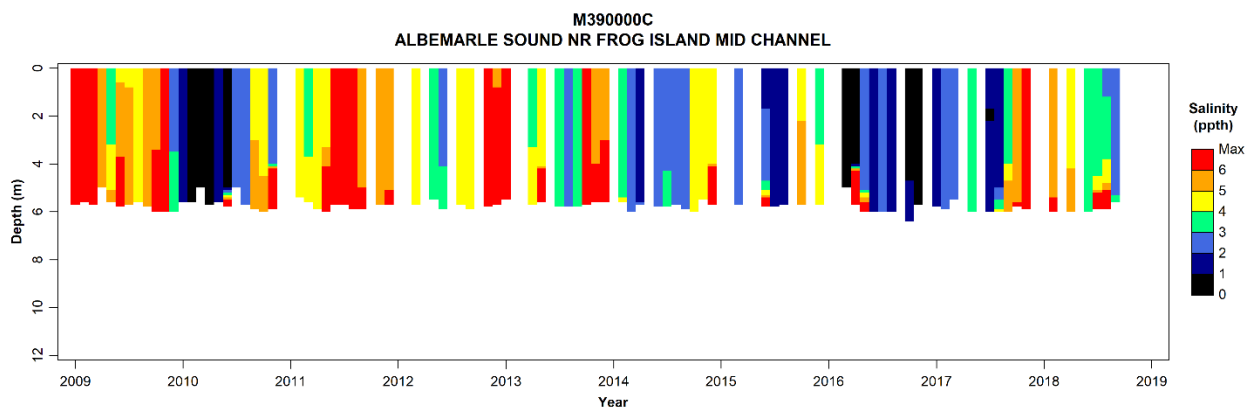 M390000C
ALBEMARLE SOUND NR FROG ISLAND MID CHANNEL
0
2
4
6
8
10
12
Depth (m)
2009 2010 2011 2012 2013 2014 2015 2016 2017 2018 2019
Year
Salinity
(ppth)
Max
6
5
4
3
2
1
0